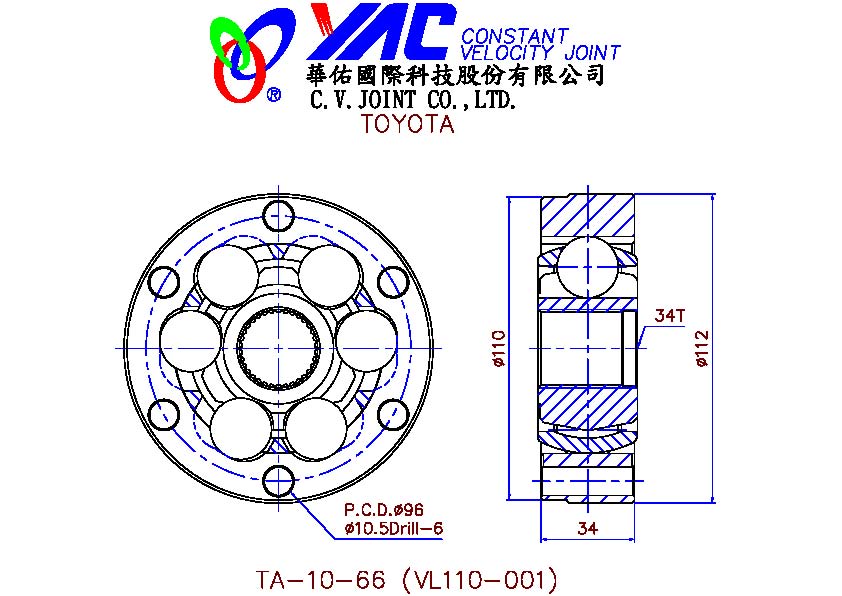 YAC CONSTANT
VELOCITY JOINT
®
華佑國際科技股份有限公司
C.V.JOINT CO.,LTD.
TOYOTA
34T
ø110
ø112
P.C.D.ø96
ø10.5Drill-6
34
TA-10-66 (VL110-001)